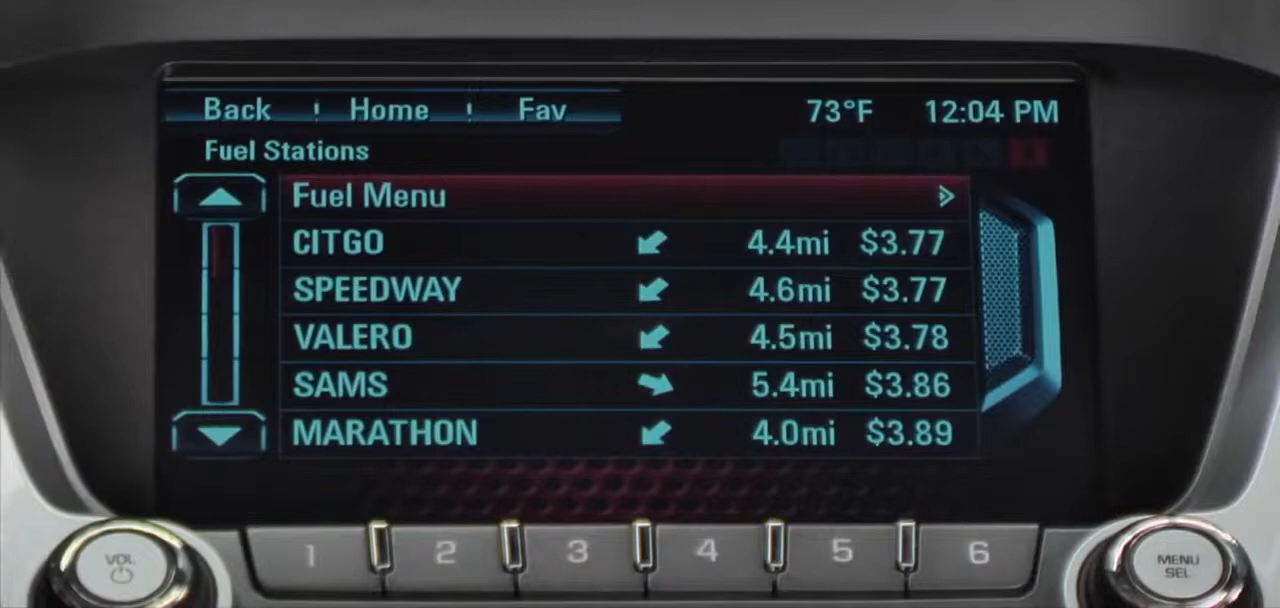 Back Home Fav 73°F 12:04 PM
Fuel Stations
Fuel Menu
CITGO 4.4mi $3.77
SPEEDWAY 4.6mi $3.77
VALERO 4.5mi $3.78
SAMS 5.4mi $3.86
MARATHON 4.0mi $3.89
VOL 1 2 3 4 5 6 MENU
SEL